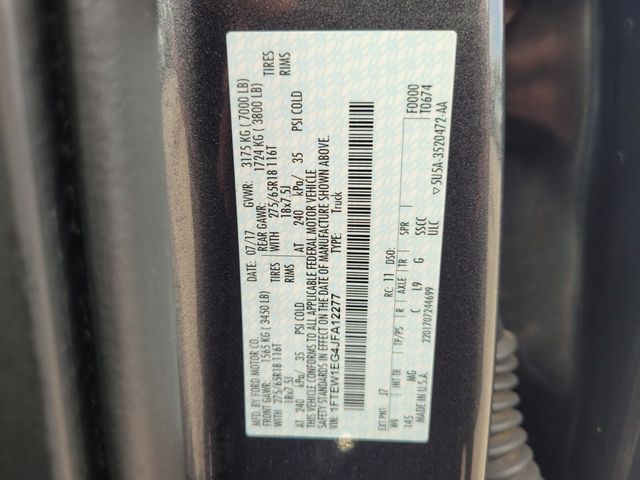 MFD. BY FORD MOTOR CO. DATE: 07/17 GVWR: 3175 KG ( 7000 LB)
FRONT GAWR: 1565 KG ( 3450 LB) REAR GAWR: 1724 KG ( 3800 LB)
275/65R18 116T TIRES WITH 275/65R18 116T TIRES
18x7.5J RIMS 18x7.5J RIMS
AT 240 kPa/ 35 PSI COLD AT 240 kPa/ 35 PSI COLD
THIS VEHICLE CONFORMS TO ALL APPLICABLE FEDERAL MOTOR VEHICLE
SAFETY STANDARDS IN EFFECT ON THE DATE OF MANUFACTURE SHOWN ABOVE.
VIN: 1FTEW1EG4JFA12277 TYPE: Truck
F0000
T0674
EXT PNT: J7 RC: 11 DSO:
WB INT TR TP/PS R AXLE TR SPR
145 MG C L9 G SSCC
MADE IN U.S.A. 2201707244699 ULC
▽5U5A-3520472-AA